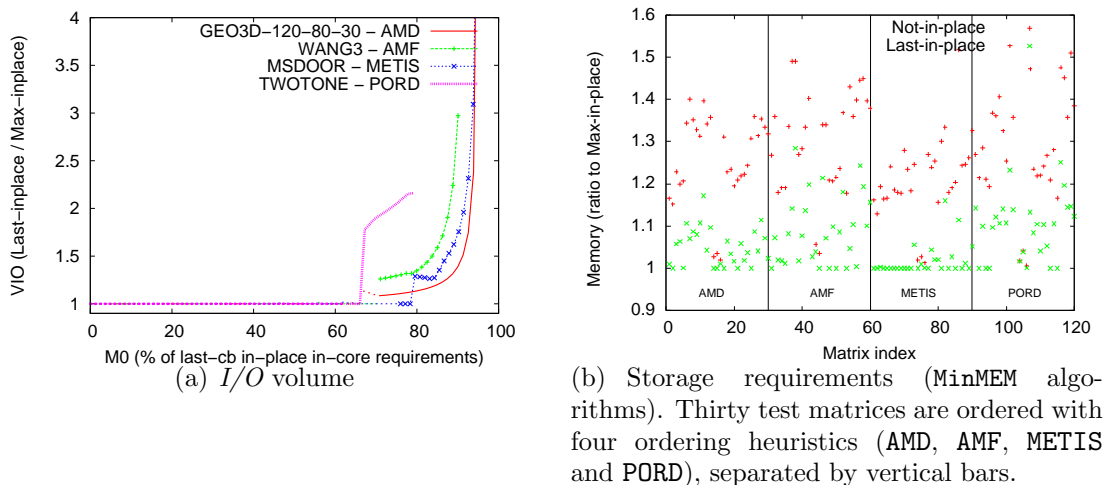 4
3.5
3
2.5
2
1.5
1
VIO (Last−inplace / Max−inplace)
GEO3D−120−80−30 − AMD
WANG3 − AMF
MSDOOR − METIS
TWOTONE − PORD
0 20 40 60 80 100
M0 (% of last−cb in−place in−core requirements)
(a) I/O volume
1.6
1.5
1.4
1.3
1.2
1.1
1
0.9
Memory (ratio to Max−in−place)
Not−in−place
Last−in−place
AMD AMF METIS PORD
0 20 40 60 80 100 120
Matrix index
(b) Storage requirements (MinMEM algo-
rithms). Thirty test matrices are ordered with
four ordering heuristics (AMD, AMF, METIS
and PORD), separated by vertical bars.